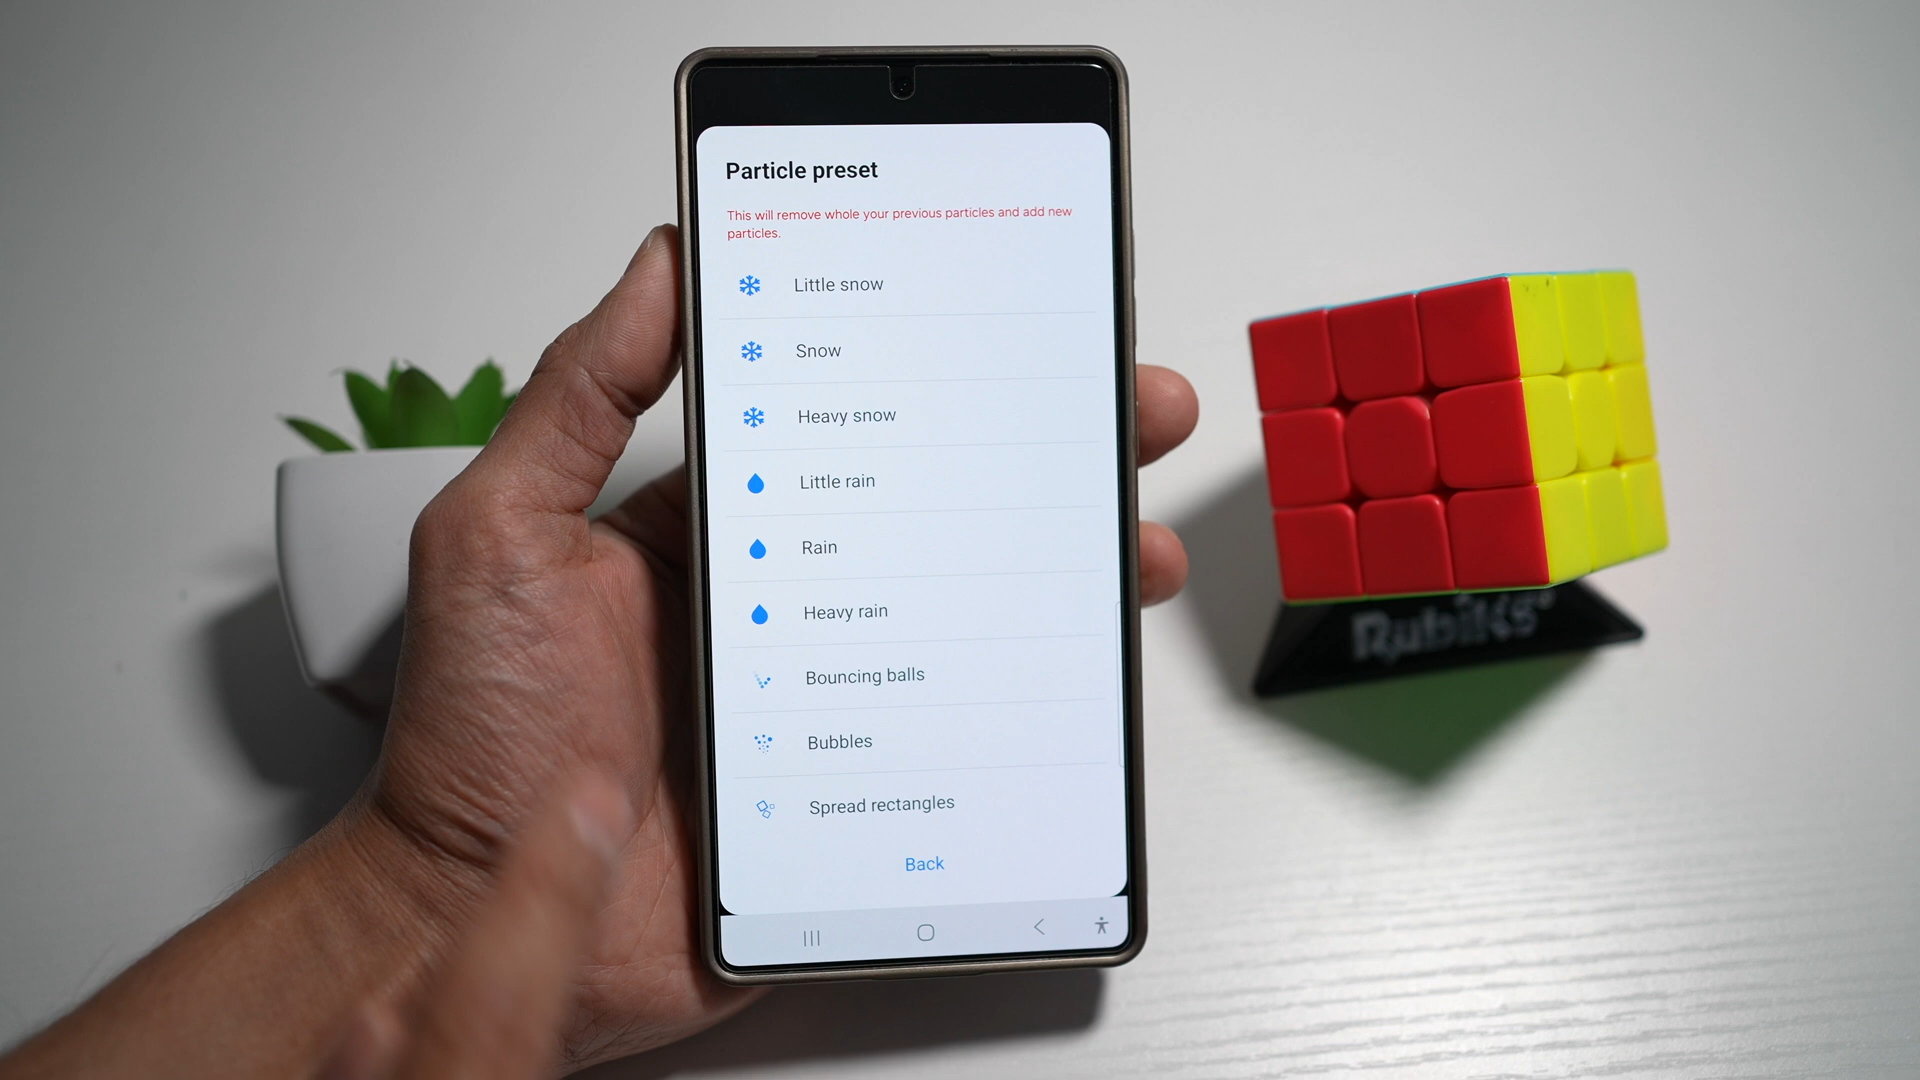 Particle preset
This will remove whole your previous particles and add new
particles.
Little snow
Snow
Heavy snow
Little rain
Rain
Heavy rain
Bouncing balls
Bubbles
Spread rectangles
Back
Rubik's